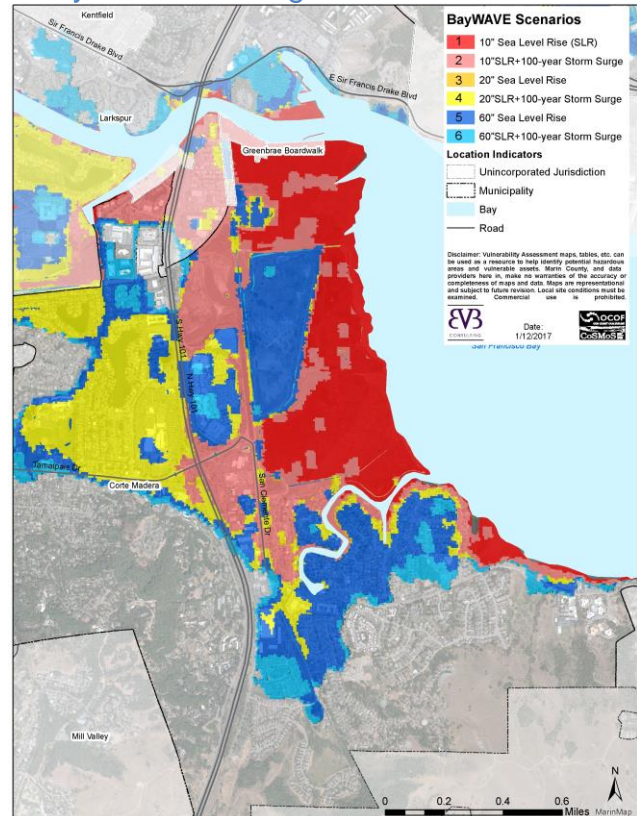 Kentfield
Sir Francis Drake Blvd
E Sir Francis Drake Blvd
Larkspur
Greenbrae Boardwalk
BayWAVE Scenarios
1 10" Sea Level Rise (SLR)
2 10"SLR+100-year Storm Surge
3 20" Sea Level Rise
4 20"SLR+100-year Storm Surge
5 60" Sea Level Rise
6 60"SLR+100-year Storm Surge
Location Indicators
Unincorporated Jurisdiction
Municipality
Bay
Road
Disclaimer: Vulnerability Assessment maps, tables, etc. can
be used as a resource to help identify potential hazardous
areas and vulnerable assets. Marin County, and data
providers here in, make no warranties of the accuracy or
completeness of maps and data. Maps are representational
and subject to future revision. Local site conditions must be
examined. Commercial use is prohibited.
CONSULTING
Date:
1/12/2017
OCOF
CoSMoS
San Francisco Bay
S Hwy 101
N Hwy 101
Tamalpais Dr
Corte Madera
San Clemente Dr
Mill Valley
N
0 0.2 0.4 0.6
Miles MarinMap